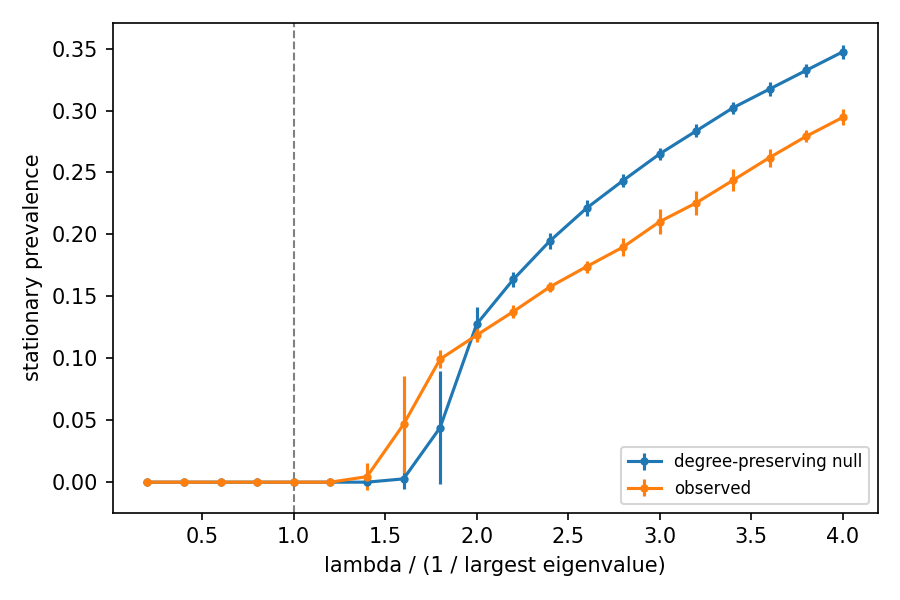 stationary prevalence
0.35
0.30
0.25
0.20
0.15
0.10
0.05
0.00
degree-preserving null
observed
0.5 1.0 1.5 2.0 2.5 3.0 3.5 4.0
lambda / (1 / largest eigenvalue)